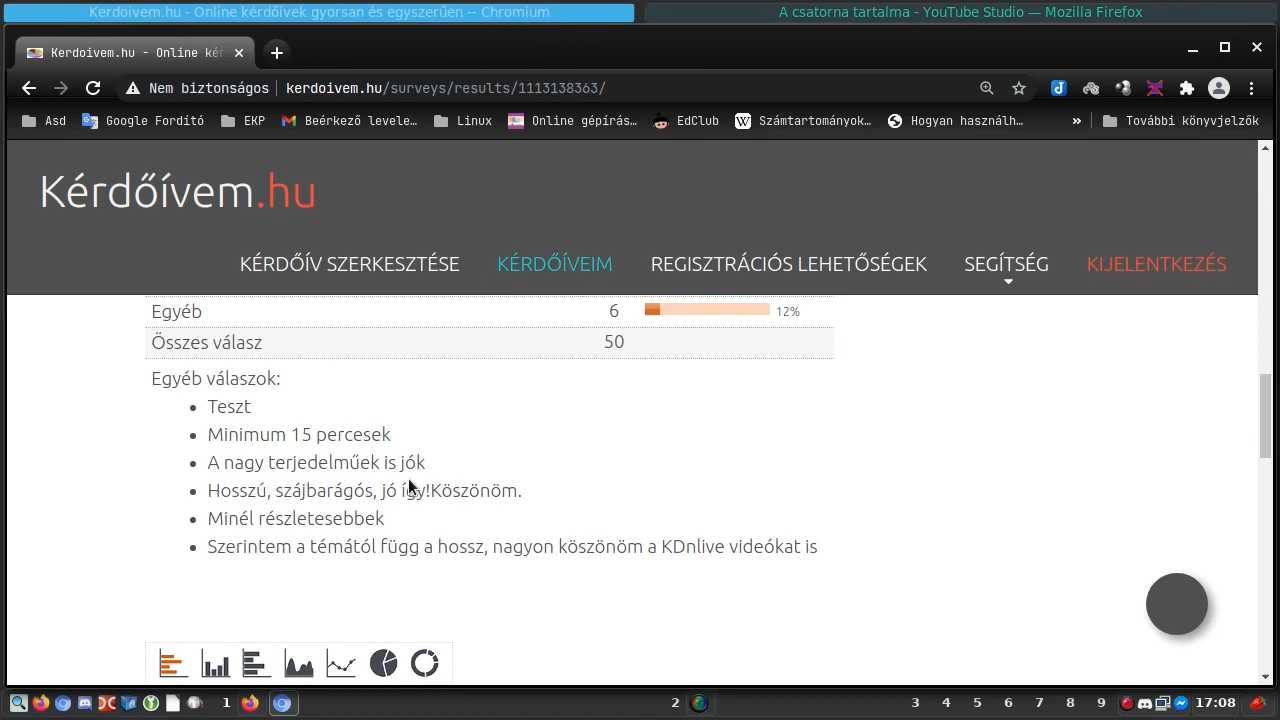 Kerdoivem.hu - Online kérdőívek gyorsan és egyszerűen -- Chromium
A csatorna tartalma - YouTube Studio — Mozilla Firefox
Kerdoivem.hu - Online kér
Nem biztonságos kerdoivem.hu/surveys/results/1113138363/
Asd Google Fordító EKP Beérkező levele… Linux Online gépírás… EdClub Számtartományok… Hogyan használh… » További könyvjelzők
Kérdőívem.hu
KÉRDŐÍV SZERKESZTÉSE KÉRDŐÍVEIM REGISZTRÁCIÓS LEHETŐSÉGEK SEGÍTSÉG KIJELENTKEZÉS
Egyéb 6 12%
Összes válasz 50
Egyéb válaszok:
• Teszt
• Minimum 15 percesek
• A nagy terjedelműek is jók
• Hosszú, szájbarágós, jó így!Köszönöm.
• Minél részletesebbek
• Szerintem a témától függ a hossz, nagyon köszönöm a KDnlive videókat is
1 2 3 4 5 6 7 8 9 17:08